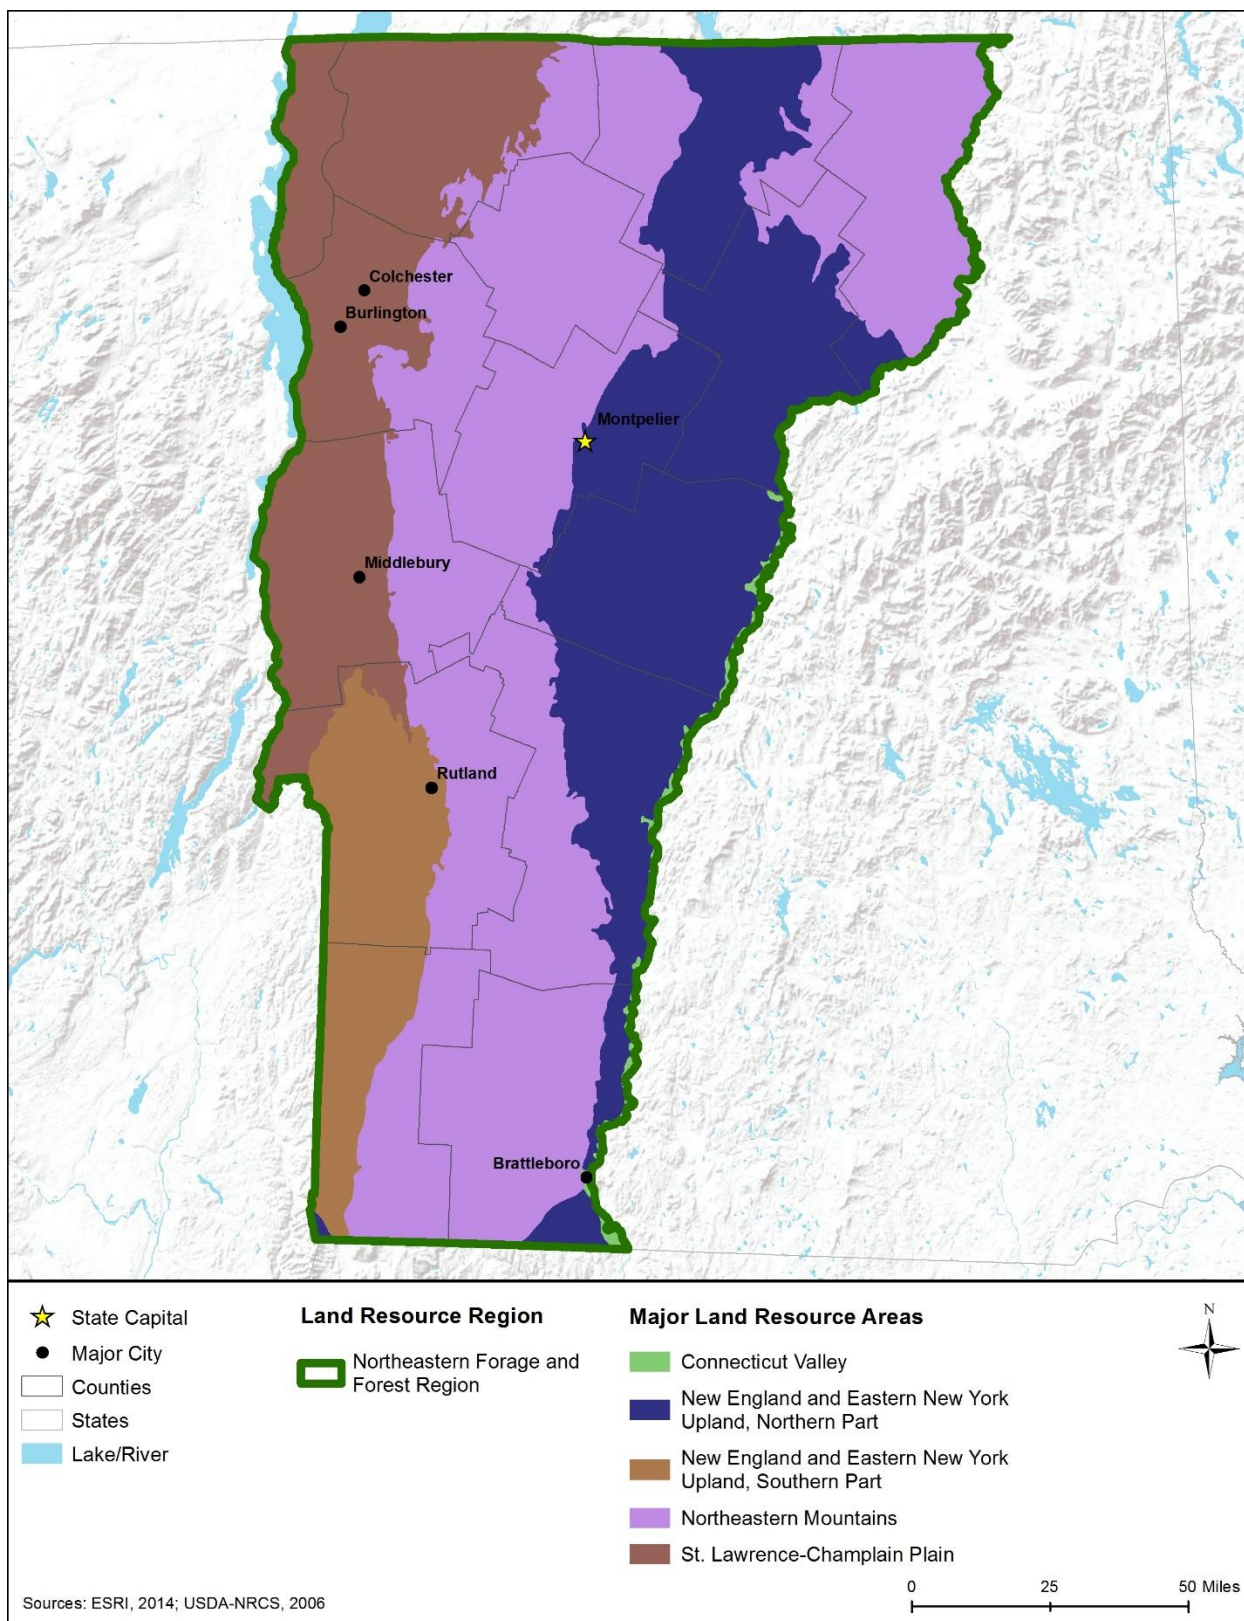 Colchester
Burlington
Montpelier
Middlebury
Rutland
Brattleboro
State Capital
Major City
Counties
States
Lake/River
Land Resource Region
Northeastern Forage and
Forest Region
Major Land Resource Areas
Connecticut Valley
New England and Eastern New York
Upland, Northern Part
New England and Eastern New York
Upland, Southern Part
Northeastern Mountains
St. Lawrence-Champlain Plain
N
0 25 50 Miles
Sources: ESRI, 2014; USDA-NRCS, 2006